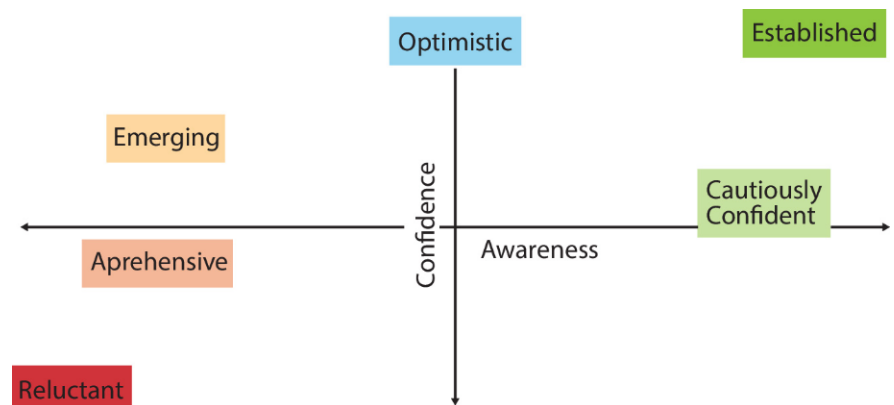 Established
Optimistic
Emerging
Cautiously
Confident
Confidence
Awareness
Aprehensive
Reluctant